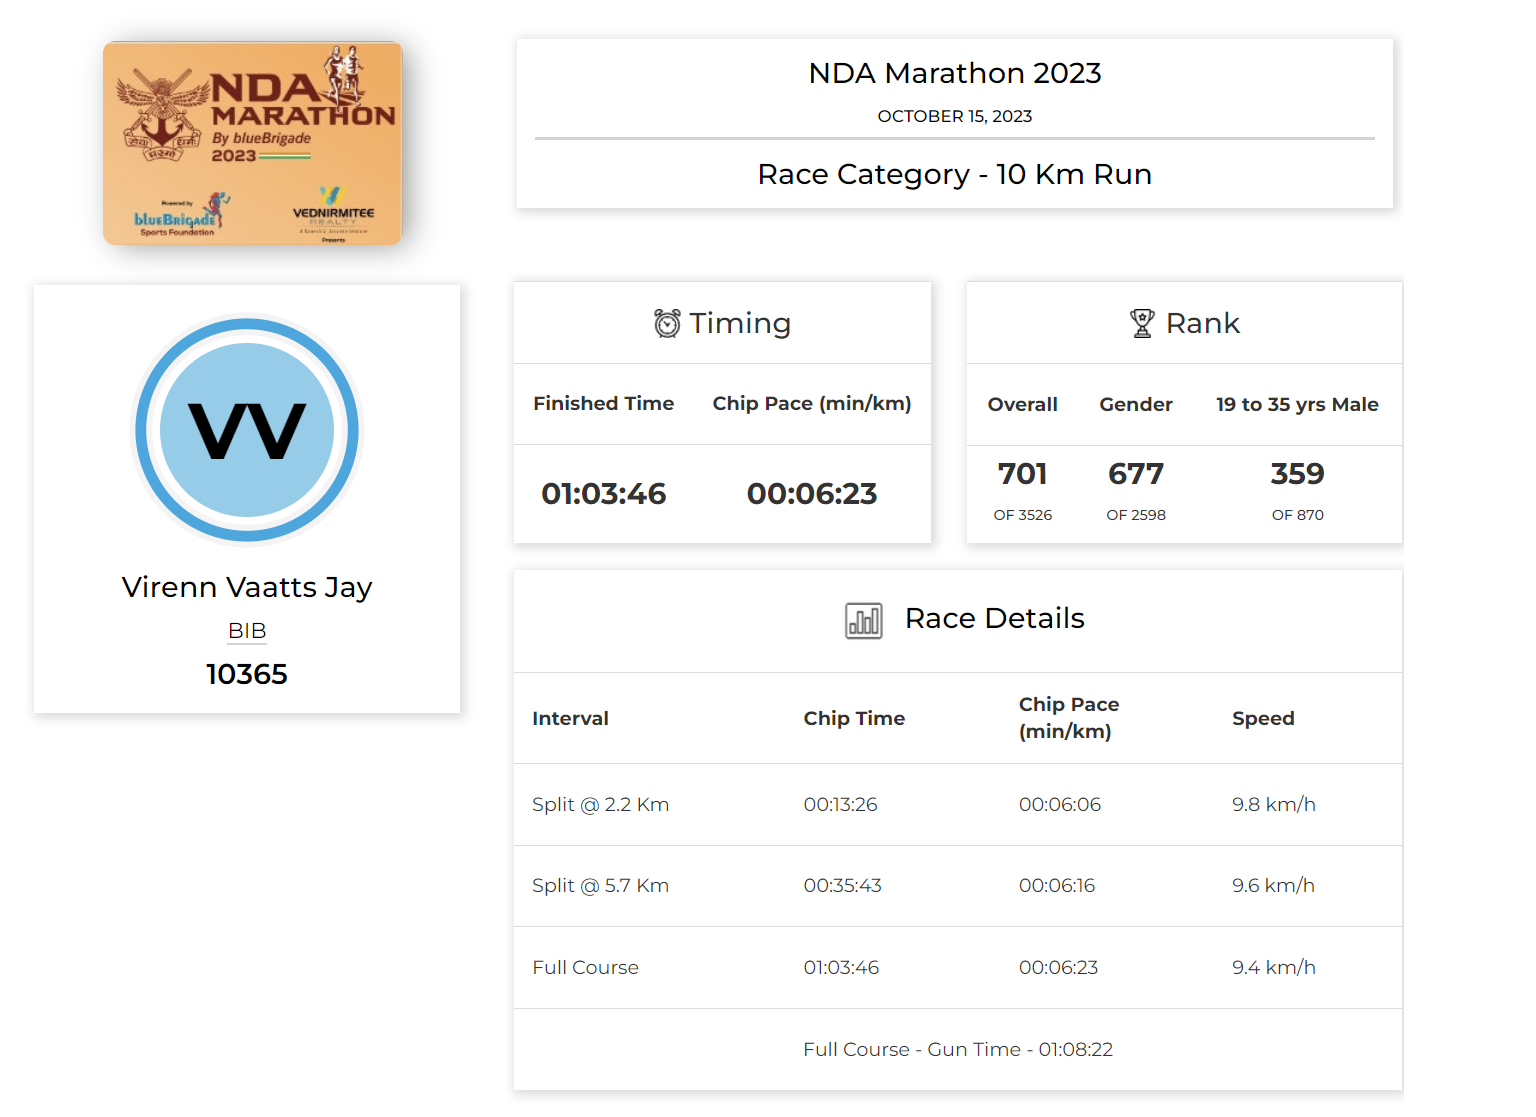 NDA
MARATHON
By blueBrigade
2023
सेवा परमो धर्मः
Powered by
blueBrigade
Sports Foundation
VEDNIRMITEE
REALTY
Presents
NDA Marathon 2023
OCTOBER 15, 2023
Race Category - 10 Km Run
VV
Virenn Vaatts Jay
BIB
10365
Timing
Finished Time Chip Pace (min/km)
01:03:46 00:06:23
Rank
Overall Gender 19 to 35 yrs Male
701 677 359
OF 3526 OF 2598 OF 870
Race Details
Interval Chip Time Chip Pace (min/km) Speed
Split @ 2.2 Km 00:13:26 00:06:06 9.8 km/h
Split @ 5.7 Km 00:35:43 00:06:16 9.6 km/h
Full Course 01:03:46 00:06:23 9.4 km/h
Full Course - Gun Time - 01:08:22